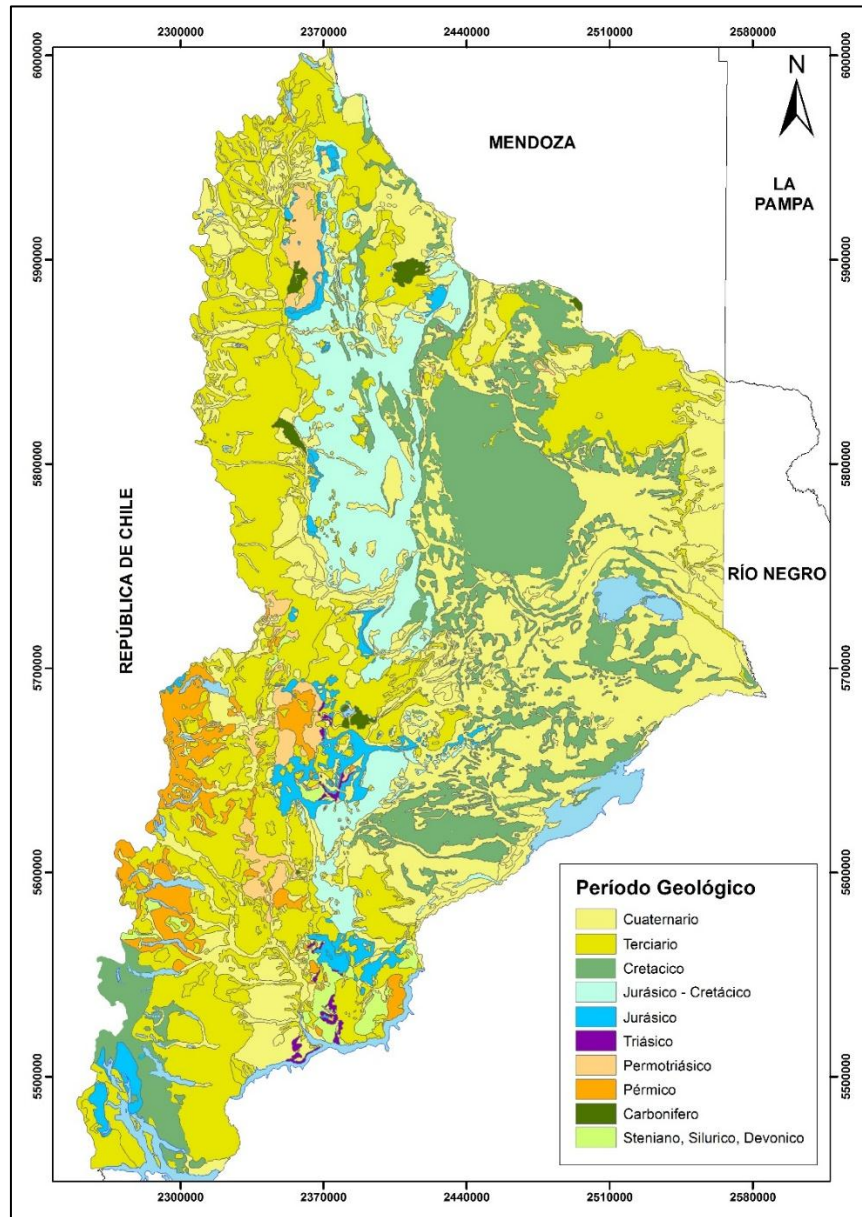 2300000 2370000 2440000 2510000 2580000
6000000 6000000
N
MENDOZA
LA
PAMPA
5900000 5900000
5800000 5800000
REPÚBLICA DE CHILE
RÍO NEGRO
5700000 5700000
5600000 5600000
5500000 5500000
Período Geológico
Cuaternario
Terciario
Cretacico
Jurásico - Cretácico
Jurásico
Triásico
Permotriásico
Pérmico
Carbonifero
Steniano, Silurico, Devonico
2300000 2370000 2440000 2510000 2580000